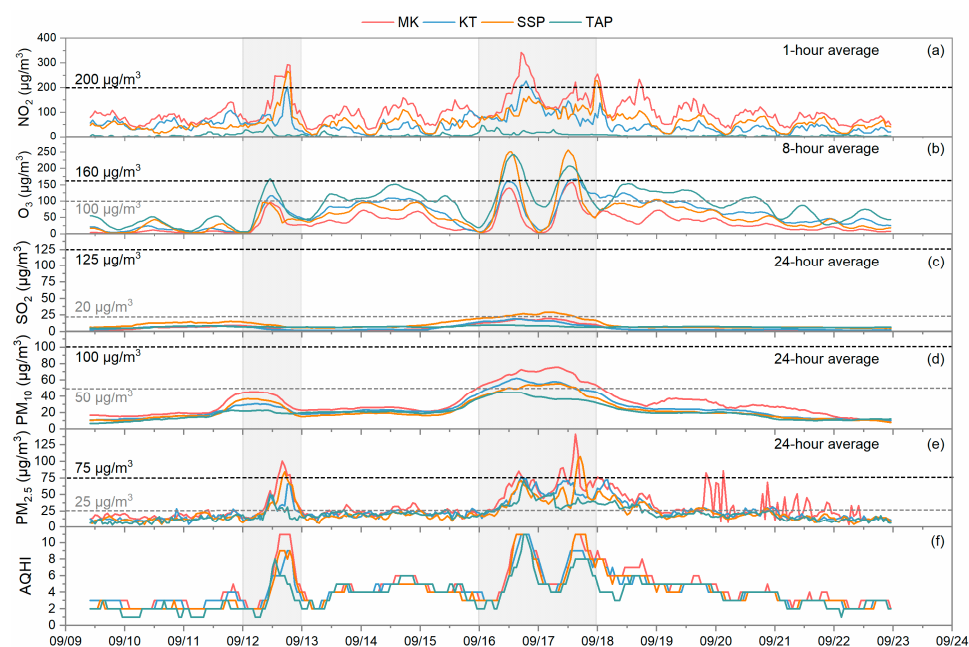 MK KT SSP TAP
NO2 (µg/m³)
400
300
200
100
0
200 µg/m³
1-hour average
(a)
O3 (µg/m³)
250
200
150
100
50
0
160 µg/m³
100 µg/m³
8-hour average
(b)
SO2 (µg/m³)
125
100
75
50
25
0
125 µg/m³
20 µg/m³
24-hour average
(c)
PM10 (µg/m³)
100
80
60
40
20
0
100 µg/m³
50 µg/m³
24-hour average
(d)
PM2.5 (µg/m³)
125
100
75
50
25
0
75 µg/m³
25 µg/m³
24-hour average
(e)
AQHI
10
8
6
4
2
0
(f)
09/09 09/10 09/11 09/12 09/13 09/14 09/15 09/16 09/17 09/18 09/19 09/20 09/21 09/22 09/23 09/24